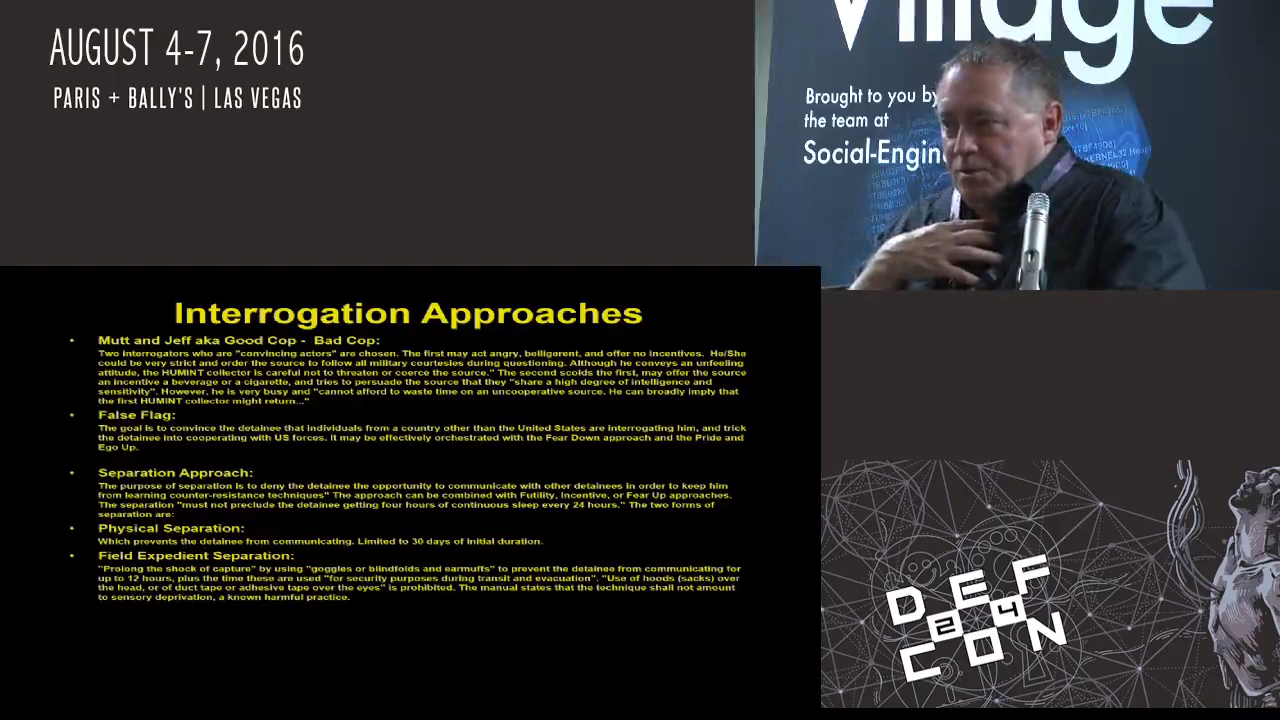 AUGUST 4-7, 2016
PARIS + BALLY'S | LAS VEGAS
Village
Brought to you by
the team at
Social-Engin
Interrogation Approaches
• Mutt and Jeff aka Good Cop - Bad Cop:
Two interrogators who are "convincing actors" are chosen. The first may act angry, belligerent, and offer no incentives. He/She
could be very strict and order the source to follow all military courtesies during questioning. Although he conveys an unfeeling
attitude, the HUMINT collector is careful not to threaten or coerce the source." The second scolds the first, may offer the source
an incentive a beverage or a cigarette, and tries to persuade the source that they "share a high degree of intelligence and
sensitivity". However, he is very busy and "cannot afford to waste time on an uncooperative source. He can broadly imply that
the first HUMINT collector might return..."
• False Flag:
The goal is to convince the detainee that individuals from a country other than the United States are interrogating him, and trick
the detainee into cooperating with US forces. It may be effectively orchestrated with the Fear Down approach and the Pride and
Ego Up.
• Separation Approach:
The purpose of separation is to deny the detainee the opportunity to communicate with other detainees in order to keep him
from learning counter-resistance techniques" The approach can be combined with Futility, Incentive, or Fear Up approaches.
The separation "must not preclude the detainee getting four hours of continuous sleep every 24 hours." The two forms of
separation are:
• Physical Separation:
Which prevents the detainee from communicating. Limited to 30 days of initial duration.
• Field Expedient Separation:
"Prolong the shock of capture" by using "goggles or blindfolds and earmuffs" to prevent the detainee from communicating for
up to 12 hours, plus the time these are used "for security purposes during transit and evacuation". "Use of hoods (sacks) over
the head, or of duct tape or adhesive tape over the eyes" is prohibited. The manual states that the technique shall not amount
to sensory deprivation, a known harmful practice.
DEF
24
CON